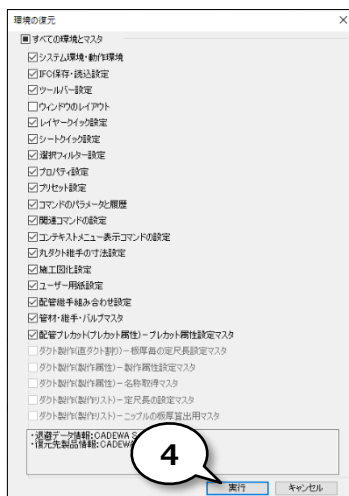 環境の復元
すべての環境とマスタ
システム環境・動作環境
IFC保存・読込設定
ツールバー設定
ウィンドウのレイアウト
レイヤークイック設定
シートクイック設定
選択フィルター設定
プロパティ設定
プリセット設定
コマンドのパラメータと履歴
関連コマンドの設定
コンテキストメニュー表示コマンドの設定
丸ダクト継手の寸法設定
施工図化設定
ユーザー用紙設定
配管継手組み合わせ設定
管材・継手・バルブマスタ
配管プレカット(プレカット属性)-プレカット属性設定マスタ
ダクト製作(直ダクト割り)-板厚毎の定尺長設定マスタ
ダクト製作(製作属性)-製作属性設定マスタ
ダクト製作(製作属性)-名称取得マスタ
ダクト製作(製作リスト)-定尺長の設定マスタ
ダクト製作(製作リスト)-ニップルの板厚算出用マスタ
・退避データ情報:CADEWA S
・復元先製品情報:CADEWA
4
実行
キャンセル